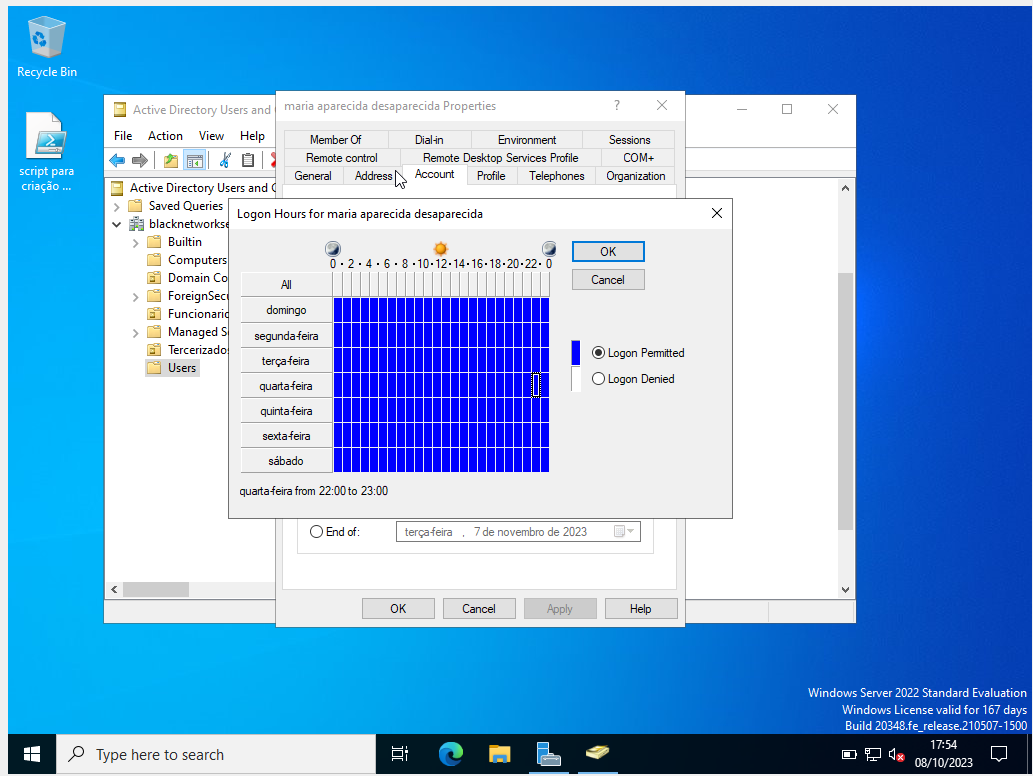 Recycle Bin
script para
criação ...
Active Directory Users and
File Action View Help
Active Directory Users and
Saved Queries
blacknetworkse
Builtin
Computers
Domain Co
ForeignSecu
Funcionario
Managed S
Tercerizados
Users
maria aparecida desaparecida Properties
?
Member Of Dial-in Environment Sessions
Remote control Remote Desktop Services Profile COM+
General Address Account Profile Telephones Organization
Logon Hours for maria aparecida desaparecida
0 · 2 · 4 · 6 · 8 · 10 · 12 · 14 · 16 · 18 · 20 · 22 · 0
All
domingo
segunda-feira
terça-feira
quarta-feira
quinta-feira
sexta-feira
sábado
OK
Cancel
Logon Permitted
Logon Denied
quarta-feira from 22:00 to 23:00
End of: terça-feira , 7 de novembro de 2023
OK Cancel Apply Help
Windows Server 2022 Standard Evaluation
Windows License valid for 167 days
Build 20348.fe_release.210507-1500
Type here to search
17:54
08/10/2023